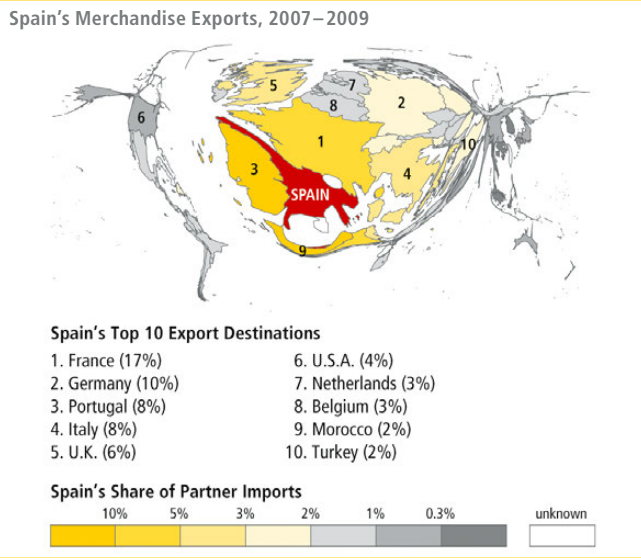 Spain's Merchandise Exports, 2007–2009
5
7
8
2
6
1
10
3
4
SPAIN
9
Spain's Top 10 Export Destinations
1. France (17%)
2. Germany (10%)
3. Portugal (8%)
4. Italy (8%)
5. U.K. (6%)
6. U.S.A. (4%)
7. Netherlands (3%)
8. Belgium (3%)
9. Morocco (2%)
10. Turkey (2%)
Spain's Share of Partner Imports
10% 5% 3% 2% 1% 0.3% unknown